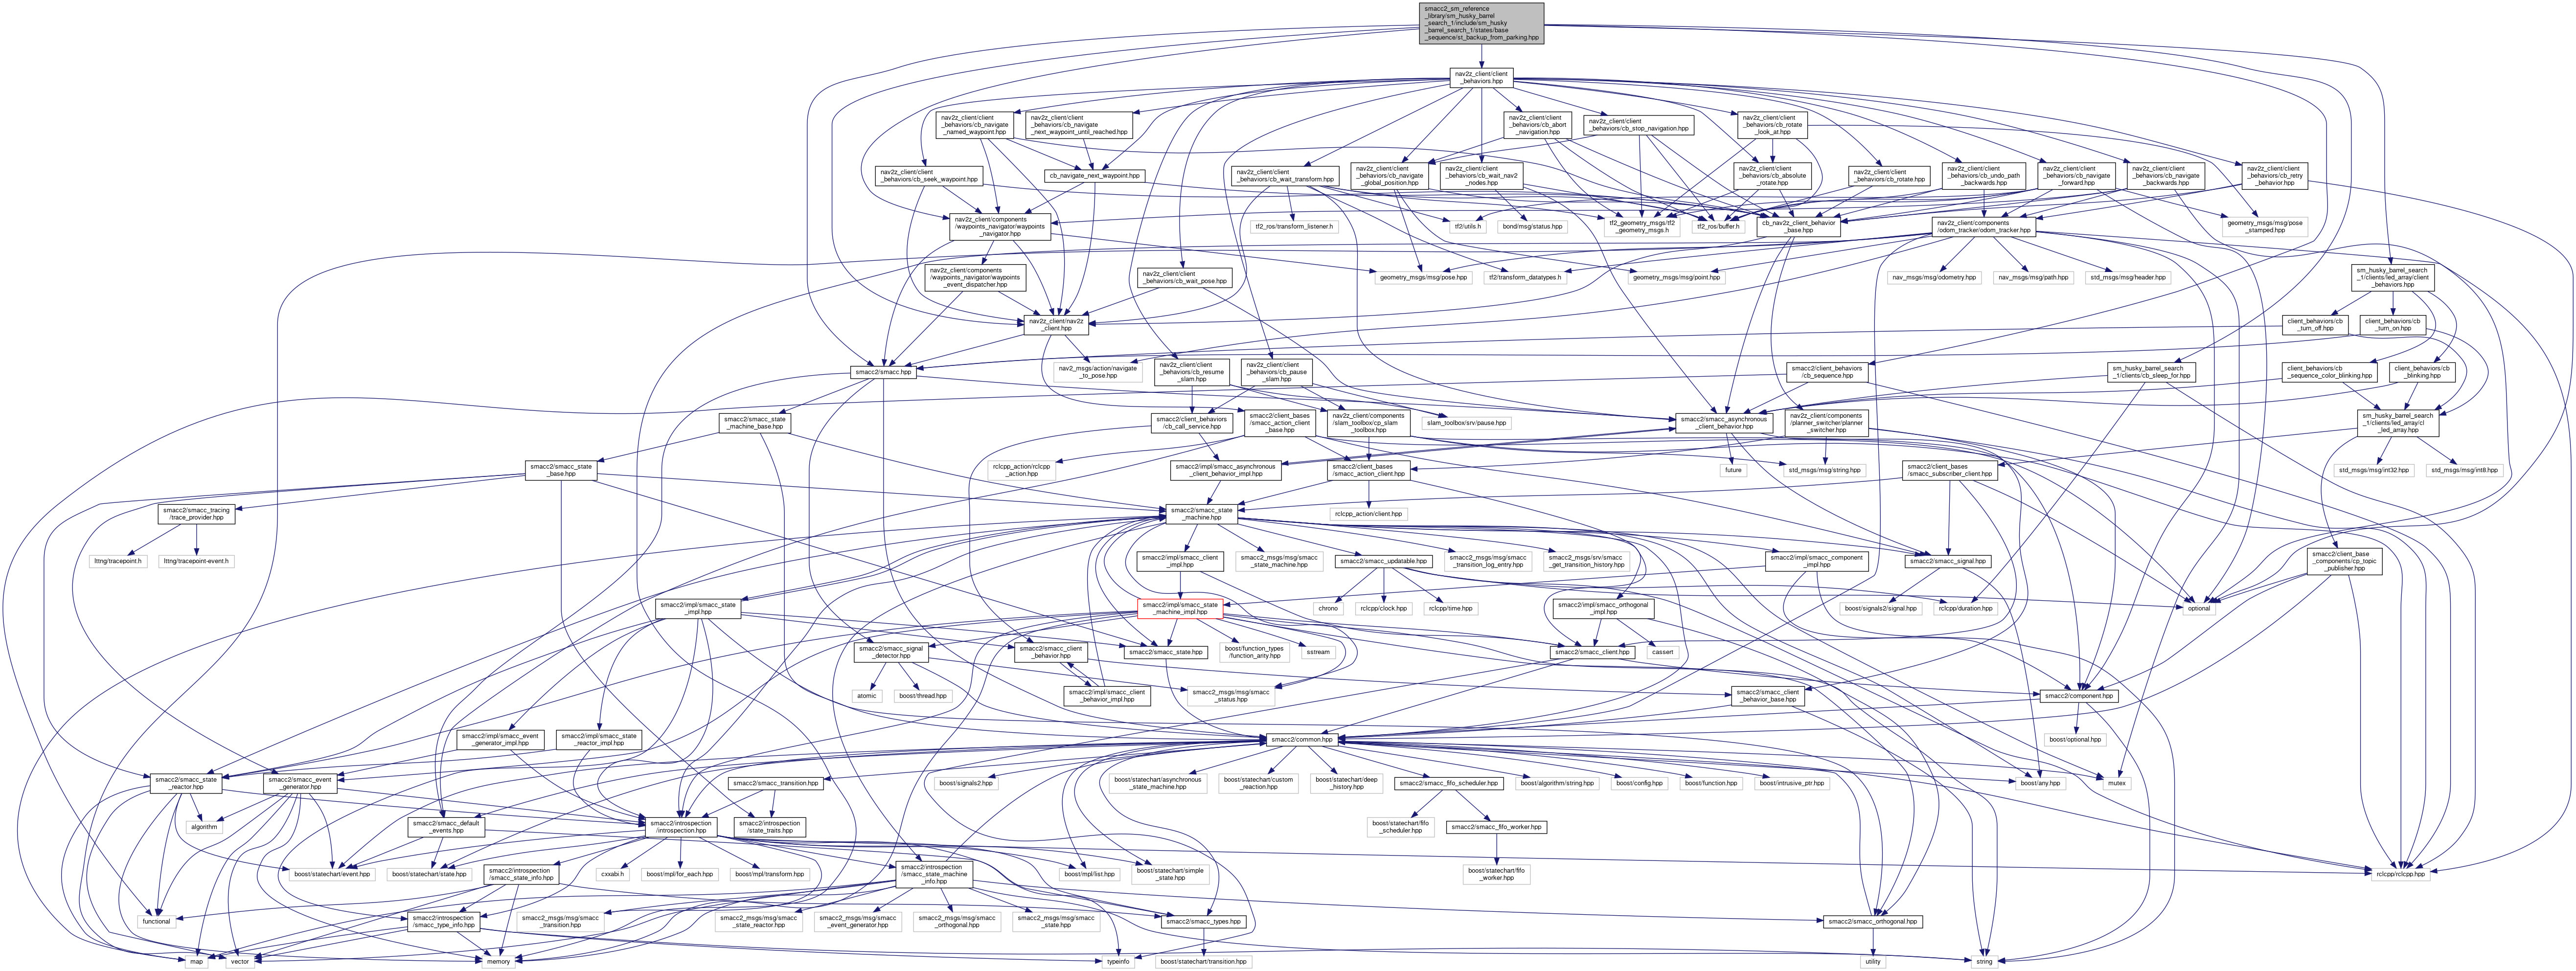 smacc2_sm_reference
_library/sm_husky_barrel
_search_1/include/sm_husky
_barrel_search_1/states/base
_sequence/st_backup_from_parking.hpp
nav2z_client/client
_behaviors.hpp
nav2z_client/client
_behaviors/cb_navigate
_named_waypoint.hpp
nav2z_client/client
_behaviors/cb_navigate
_next_waypoint_until_reached.hpp
nav2z_client/client
_behaviors/cb_abort
_navigation.hpp
nav2z_client/client
_behaviors/cb_stop_navigation.hpp
nav2z_client/client
_behaviors/cb_rotate
_look_at.hpp
nav2z_client/client
_behaviors/cb_seek_waypoint.hpp
cb_navigate_next_waypoint.hpp
nav2z_client/client
_behaviors/cb_wait_transform.hpp
nav2z_client/client
_behaviors/cb_navigate
_global_position.hpp
nav2z_client/client
_behaviors/cb_wait_nav2
_nodes.hpp
nav2z_client/client
_behaviors/cb_absolute
_rotate.hpp
nav2z_client/client
_behaviors/cb_rotate.hpp
nav2z_client/client
_behaviors/cb_undo_path
_backwards.hpp
nav2z_client/client
_behaviors/cb_navigate
_forward.hpp
nav2z_client/client
_behaviors/cb_navigate
_backwards.hpp
nav2z_client/client
_behaviors/cb_retry
_behavior.hpp
nav2z_client/components
/waypoints_navigator/waypoints
_navigator.hpp
tf2_ros/transform_listener.h
tf2/utils.h
bond/msg/status.hpp
tf2_geometry_msgs/tf2
_geometry_msgs.h
tf2_ros/buffer.h
cb_nav2z_client_behavior
_base.hpp
nav2z_client/components
/odom_tracker/odom_tracker.hpp
geometry_msgs/msg/pose
_stamped.hpp
nav2z_client/components
/waypoints_navigator/waypoints
_event_dispatcher.hpp
nav2z_client/client
_behaviors/cb_wait_pose.hpp
geometry_msgs/msg/pose.hpp
tf2/transform_datatypes.h
geometry_msgs/msg/point.hpp
nav_msgs/msg/odometry.hpp
nav_msgs/msg/path.hpp
std_msgs/msg/header.hpp
sm_husky_barrel_search
_1/clients/led_array/client
_behaviors.hpp
nav2z_client/nav2z
_client.hpp
client_behaviors/cb
_turn_off.hpp
client_behaviors/cb
_turn_on.hpp
smacc2/smacc.hpp
nav2_msgs/action/navigate
_to_pose.hpp
nav2z_client/client
_behaviors/cb_resume
_slam.hpp
nav2z_client/client
_behaviors/cb_pause
_slam.hpp
smacc2/client_behaviors
/cb_sequence.hpp
sm_husky_barrel_search
_1/clients/cb_sleep_for.hpp
client_behaviors/cb
_sequence_color_blinking.hpp
client_behaviors/cb
_blinking.hpp
smacc2/smacc_state
_machine_base.hpp
smacc2/client_behaviors
/cb_call_service.hpp
smacc2/client_bases
/smacc_action_client
_base.hpp
nav2z_client/components
/slam_toolbox/cp_slam
_toolbox.hpp
slam_toolbox/srv/pause.hpp
smacc2/smacc_asynchronous
_client_behavior.hpp
nav2z_client/components
/planner_switcher/planner
_switcher.hpp
sm_husky_barrel_search
_1/clients/led_array/cl
_led_array.hpp
smacc2/smacc_state
_base.hpp
rclcpp_action/rclcpp
_action.hpp
smacc2/impl/smacc_asynchronous
_client_behavior_impl.hpp
smacc2/client_bases
/smacc_action_client.hpp
future
std_msgs/msg/string.hpp
smacc2/client_bases
/smacc_subscriber_client.hpp
std_msgs/msg/int32.hpp
std_msgs/msg/int8.hpp
smacc2/smacc_tracing
/trace_provider.hpp
smacc2/smacc_state
_machine.hpp
rclcpp_action/client.hpp
lttng/tracepoint.h
lttng/tracepoint-event.h
smacc2/impl/smacc_client
_impl.hpp
smacc2_msgs/msg/smacc
_state_machine.hpp
smacc2/smacc_updatable.hpp
smacc2_msgs/msg/smacc
_transition_log_entry.hpp
smacc2_msgs/srv/smacc
_get_transition_history.hpp
smacc2/impl/smacc_component
_impl.hpp
smacc2/smacc_signal.hpp
smacc2/client_base
_components/cp_topic
_publisher.hpp
smacc2/impl/smacc_state
_impl.hpp
smacc2/impl/smacc_state
_machine_impl.hpp
chrono
rclcpp/clock.hpp
rclcpp/time.hpp
smacc2/impl/smacc_orthogonal
_impl.hpp
boost/signals2/signal.hpp
rclcpp/duration.hpp
optional
smacc2/smacc_signal
_detector.hpp
smacc2/smacc_client
_behavior.hpp
smacc2/smacc_state.hpp
boost/function_types
/function_arity.hpp
sstream
smacc2/smacc_client.hpp
cassert
atomic
boost/thread.hpp
smacc2/impl/smacc_client
_behavior_impl.hpp
smacc2_msgs/msg/smacc
_status.hpp
smacc2/smacc_client
_behavior_base.hpp
smacc2/component.hpp
smacc2/impl/smacc_event
_generator_impl.hpp
smacc2/impl/smacc_state
_reactor_impl.hpp
smacc2/common.hpp
boost/optional.hpp
smacc2/smacc_state
_reactor.hpp
smacc2/smacc_event
_generator.hpp
smacc2/smacc_transition.hpp
boost/signals2.hpp
boost/statechart/asynchronous
_state_machine.hpp
boost/statechart/custom
_reaction.hpp
boost/statechart/deep
_history.hpp
smacc2/smacc_fifo_scheduler.hpp
boost/algorithm/string.hpp
boost/config.hpp
boost/function.hpp
boost/intrusive_ptr.hpp
boost/any.hpp
mutex
algorithm
smacc2/smacc_default
_events.hpp
smacc2/introspection
/introspection.hpp
smacc2/introspection
/state_traits.hpp
boost/statechart/fifo
_scheduler.hpp
smacc2/smacc_fifo_worker.hpp
boost/statechart/event.hpp
boost/statechart/state.hpp
smacc2/introspection
/smacc_state_info.hpp
cxxabi.h
boost/mpl/for_each.hpp
boost/mpl/transform.hpp
smacc2/introspection
/smacc_state_machine
_info.hpp
boost/mpl/list.hpp
boost/statechart/simple
_state.hpp
boost/statechart/fifo
_worker.hpp
rclcpp/rclcpp.hpp
functional
smacc2/introspection
/smacc_type_info.hpp
smacc2_msgs/msg/smacc
_transition.hpp
smacc2_msgs/msg/smacc
_state_reactor.hpp
smacc2_msgs/msg/smacc
_event_generator.hpp
smacc2_msgs/msg/smacc
_orthogonal.hpp
smacc2_msgs/msg/smacc
_state.hpp
smacc2/smacc_types.hpp
smacc2/smacc_orthogonal.hpp
map
vector
memory
typeinfo
boost/statechart/transition.hpp
utility
string